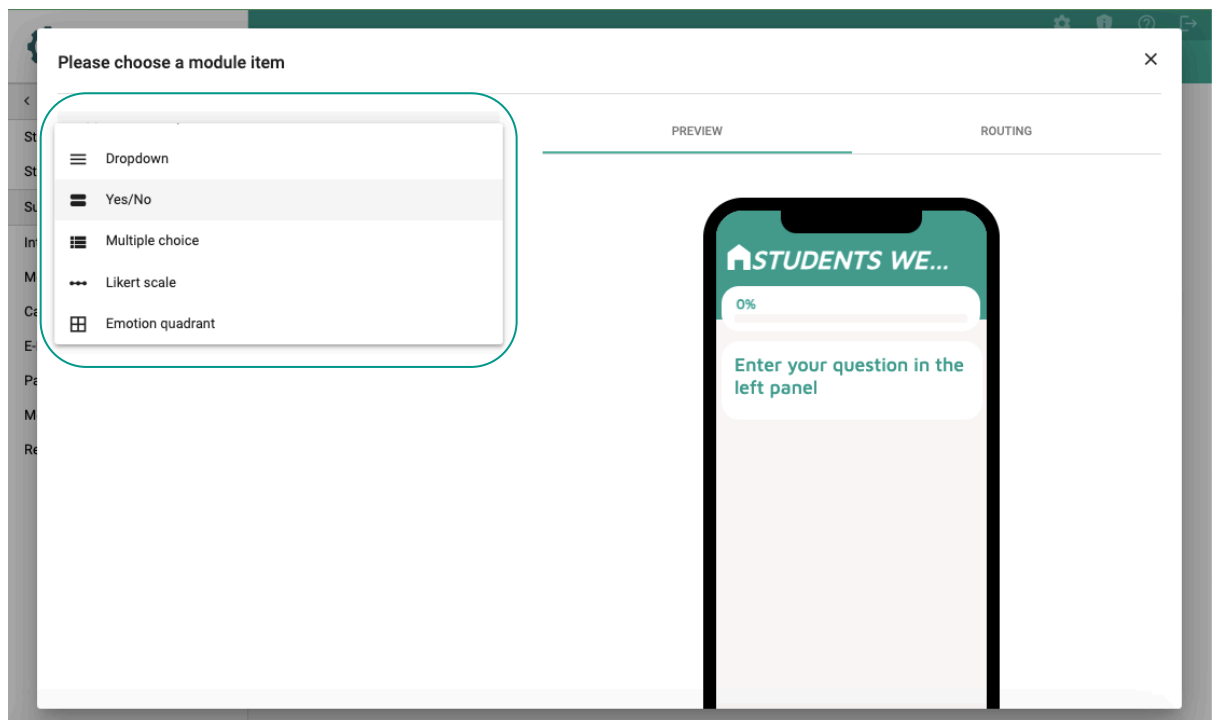 Please choose a module item
PREVIEW
ROUTING
Dropdown
Yes/No
Multiple choice
Likert scale
Emotion quadrant
STUDENTS WE...
0%
Enter your question in the
left panel